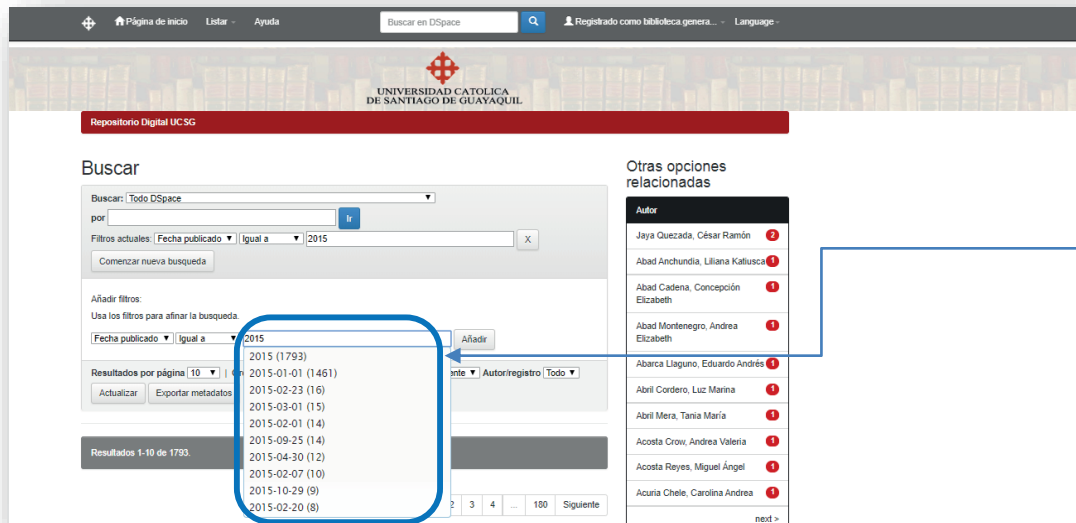 Página de inicio Listar Ayuda Buscar en DSpace Registrado como biblioteca.genera... Language
UNIVERSIDAD CATOLICA
DE SANTIAGO DE GUAYAQUIL
Repositorio Digital UCSG
Buscar
Buscar: Todo DSpace
por Ir
Filtros actuales: Fecha publicado Igual a 2015 X
Comenzar nueva busqueda
Añadir filtros:
Usa los filtros para afinar la busqueda.
Fecha publicado Igual a 2015 Añadir
2015 (1793)
2015-01-01 (1461)
2015-02-23 (16)
2015-03-01 (15)
2015-02-01 (14)
2015-09-25 (14)
2015-04-30 (12)
2015-02-07 (10)
2015-10-29 (9)
2015-02-20 (8)
Resultados por página 10 | Autor/registro Todo
Actualizar Exportar metadatos
Resultados 1-10 de 1793.
2 3 4 ... 180 Siguiente
Otras opciones
relacionadas
Autor
Jaya Quezada, César Ramón 2
Abad Anchundia, Liliana Katiusca 1
Abad Cadena, Concepción 1
Elizabeth
Abad Montenegro, Andrea 1
Elizabeth
Abarca Llaguno, Eduardo Andrés 1
Abril Cordero, Luz Marina 1
Abril Mera, Tania María 1
Acosta Crow, Andrea Valeria 1
Acosta Reyes, Miguel Ángel 1
Acuria Chele, Carolina Andrea 1
next >